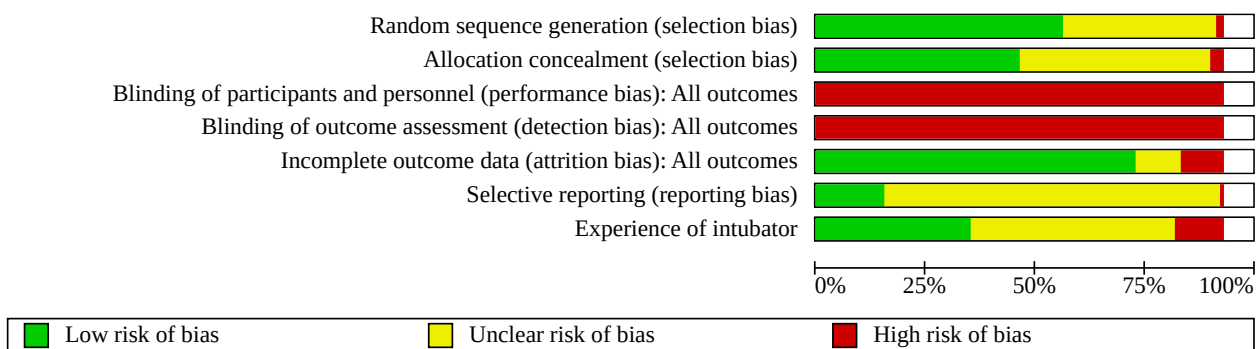 Random sequence generation (selection bias)
Allocation concealment (selection bias)
Blinding of participants and personnel (performance bias): All outcomes
Blinding of outcome assessment (detection bias): All outcomes
Incomplete outcome data (attrition bias): All outcomes
Selective reporting (reporting bias)
Experience of intubator
0% 25% 50% 75% 100%
Low risk of bias Unclear risk of bias High risk of bias